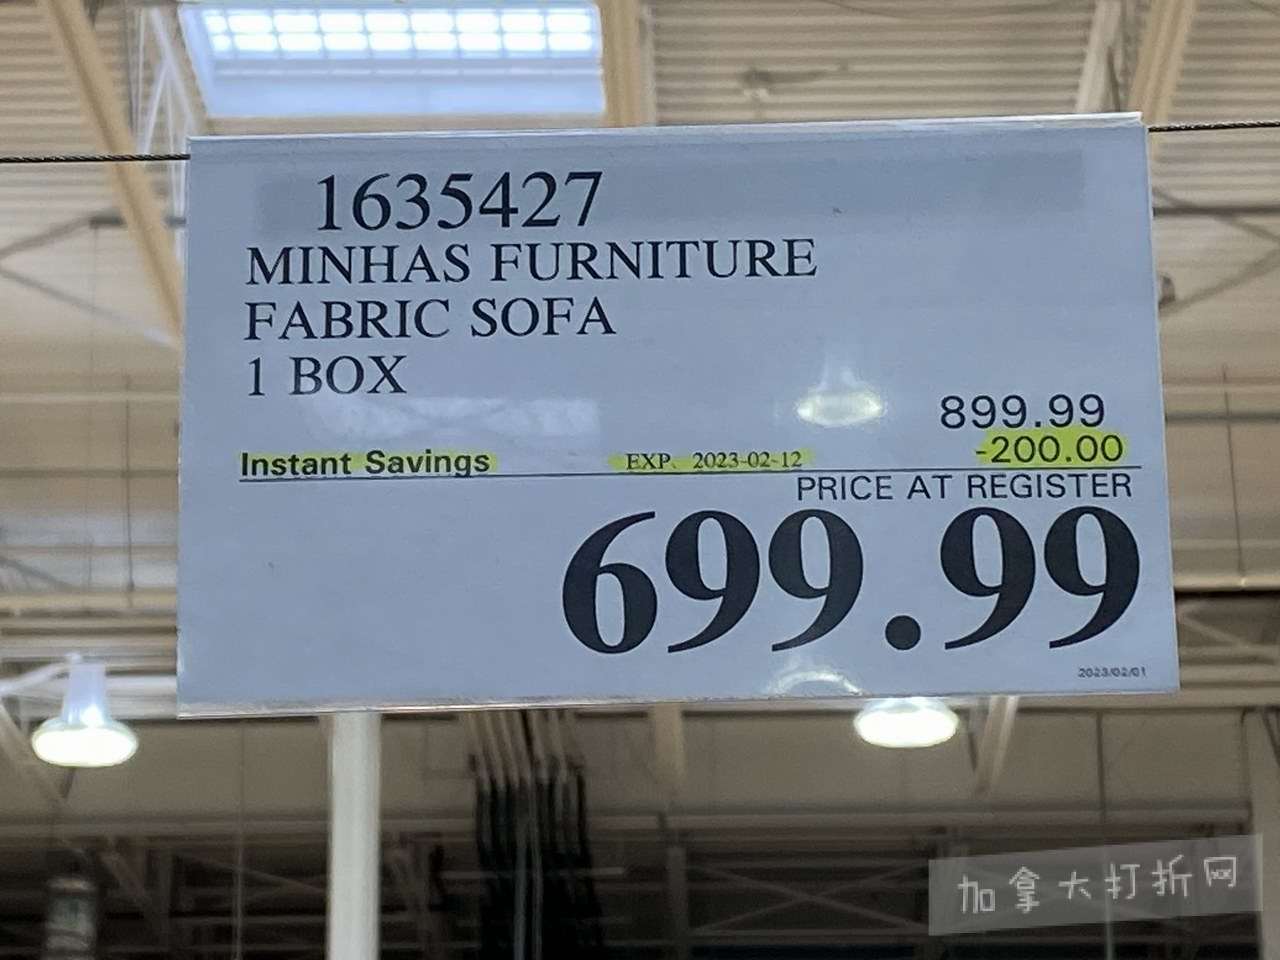 1635427
MINHAS FURNITURE
FABRIC SOFA
1 BOX
899.99
Instant Savings EXP. 2023-02-12 -200.00
PRICE AT REGISTER
699.99
2023/02/01
加拿大打折网